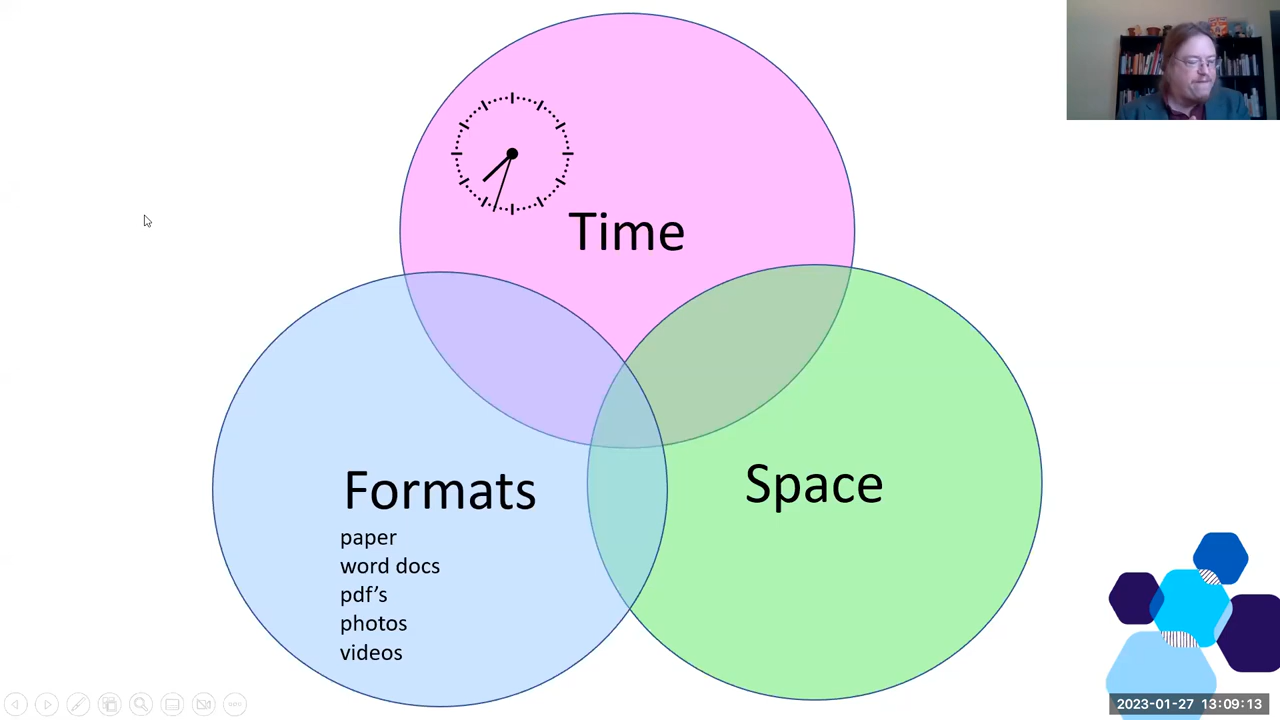 Time
Formats
paper
word docs
pdf’s
photos
videos
Space
2023-01-27 13:09:13